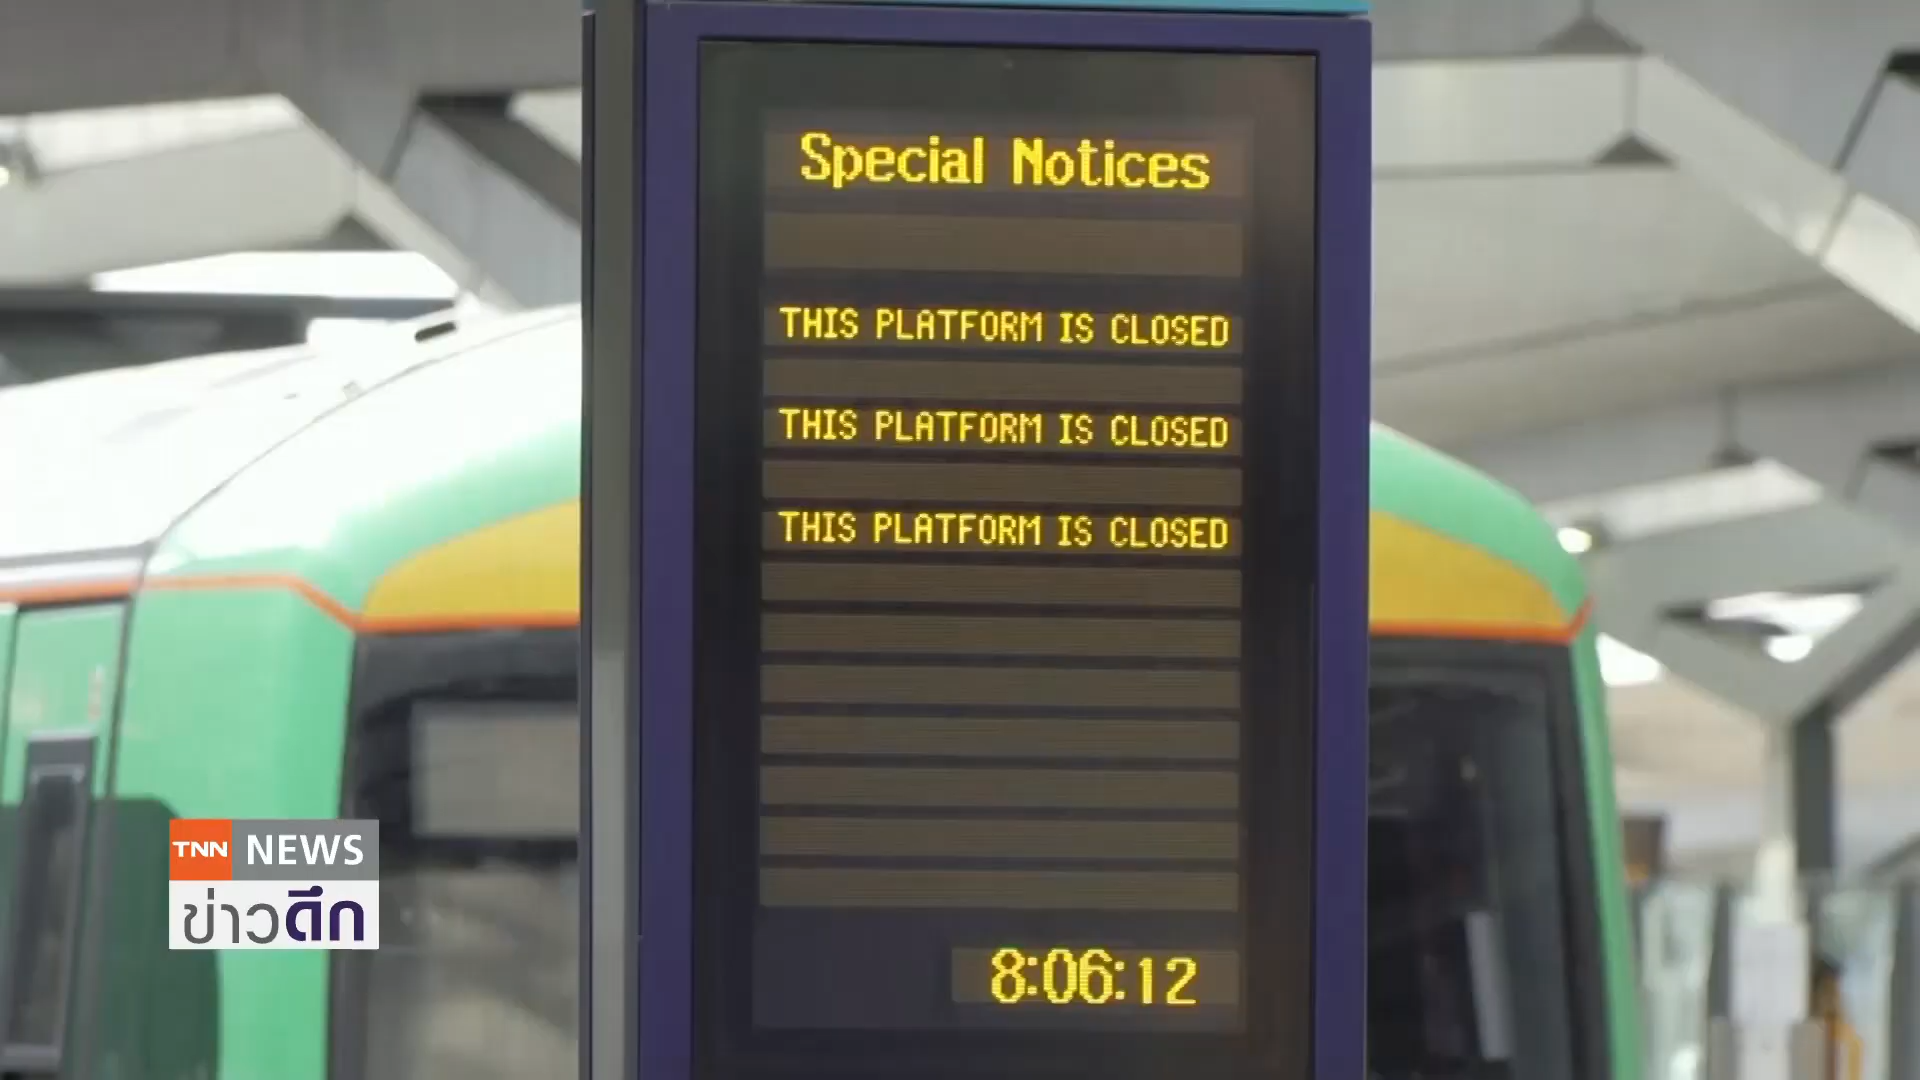 Special Notices
THIS PLATFORM IS CLOSED
THIS PLATFORM IS CLOSED
THIS PLATFORM IS CLOSED
8:06:12
TNN NEWS
ข่าวดึก